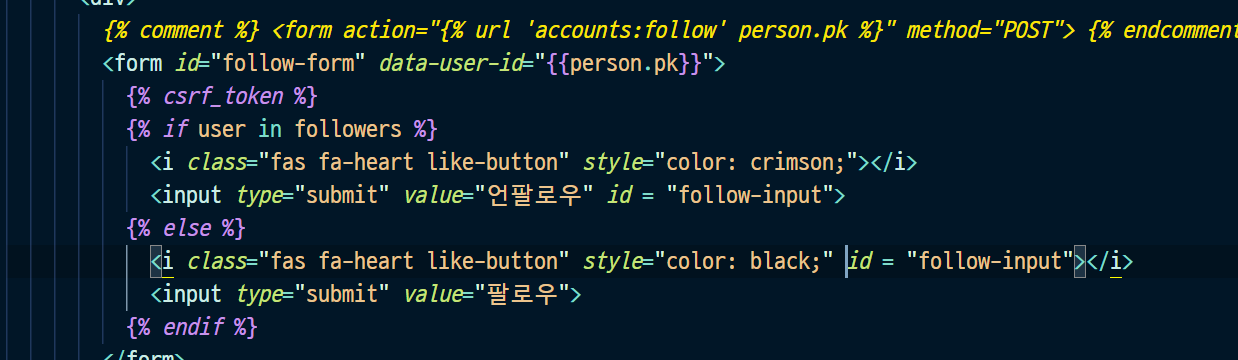 <div>
{% comment %} <form action="{% url 'accounts:follow' person.pk %}" method="POST"> {% endcomment
<form id="follow-form" data-user-id="{{person.pk}}">
{% csrf_token %}
{% if user in followers %}
<i class="fas fa-heart like-button" style="color: crimson;"></i>
<input type="submit" value="언팔로우" id = "follow-input">
{% else %}
<i class="fas fa-heart like-button" style="color: black;" id = "follow-input"></i>
<input type="submit" value="팔로우">
{% endif %}
</form>